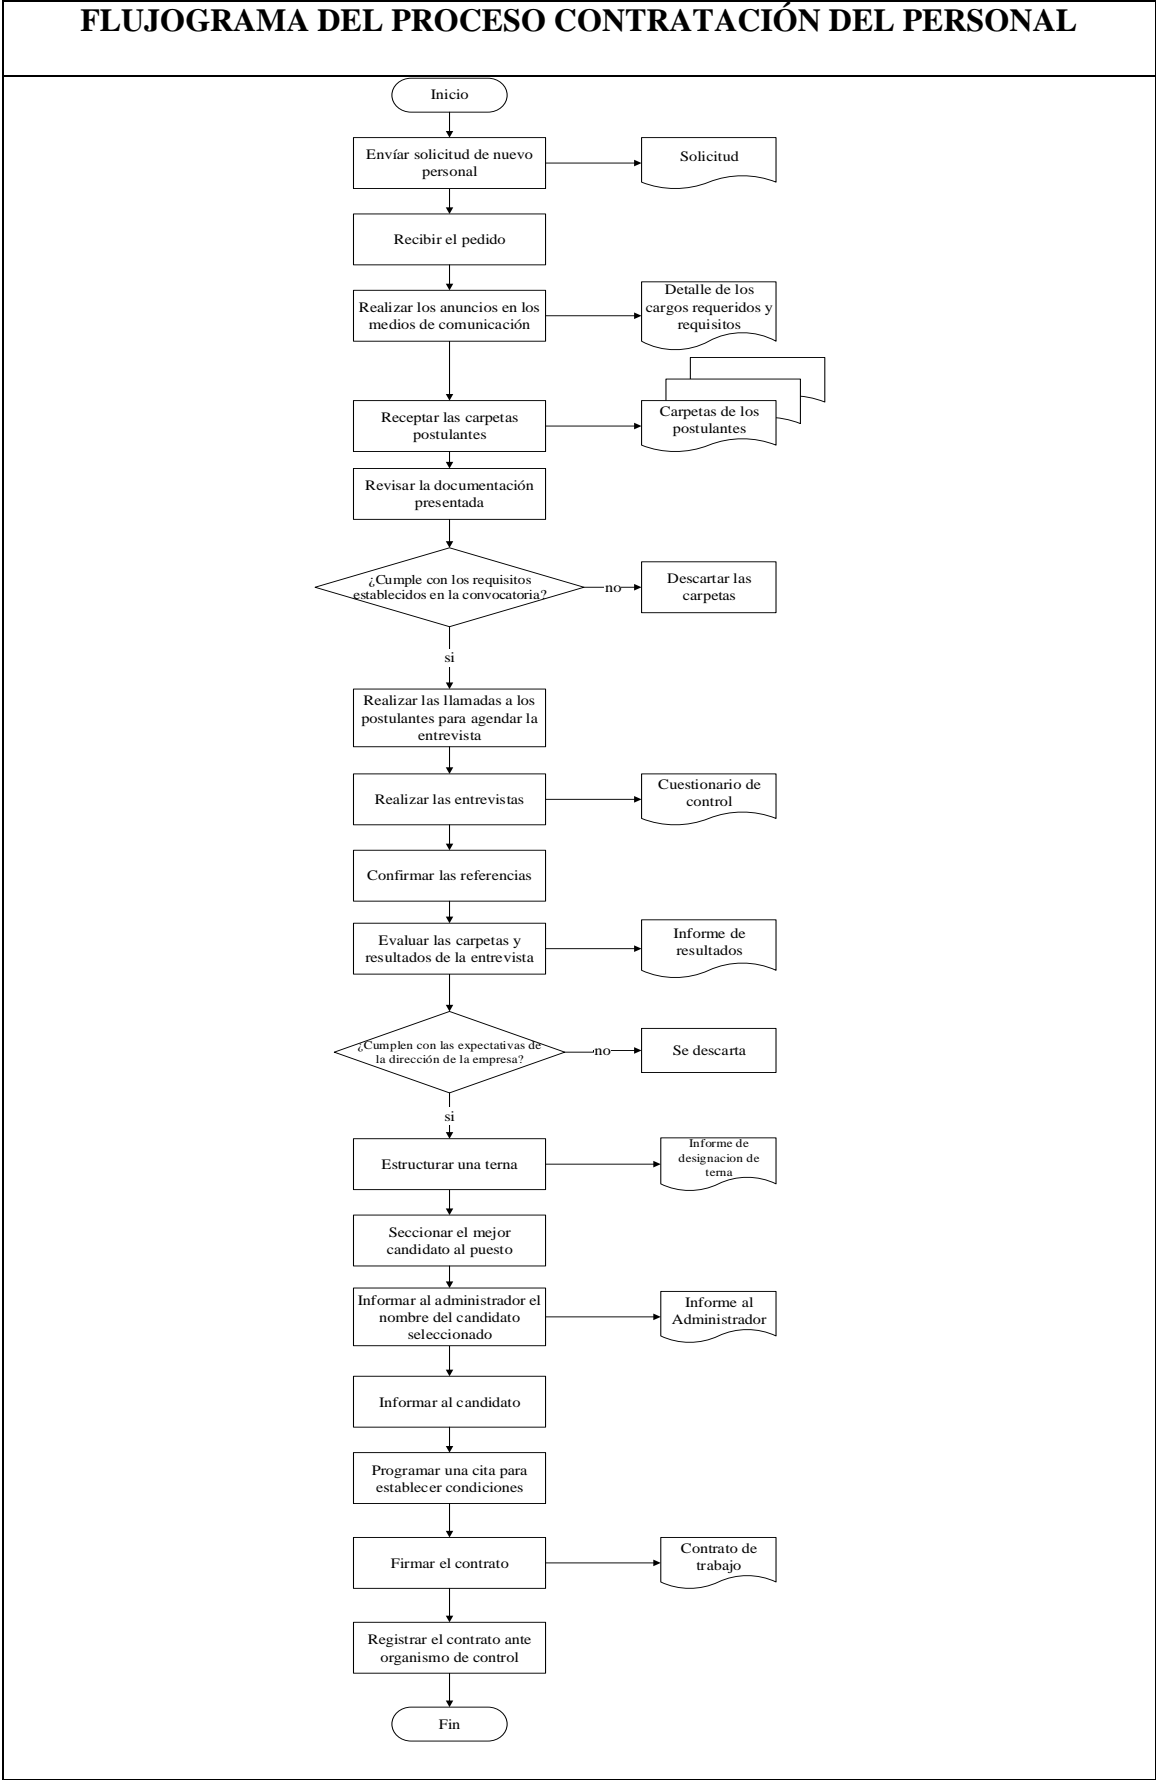 FLUJOGRAMA DEL PROCESO CONTRATACIÓN DEL PERSONAL
Inicio
Envíar solicitud de nuevo
personal
Solicitud
Recibir el pedido
Realizar los anuncios en los
medios de comunicación
Detalle de los
cargos requeridos y
requisitos
Receptar las carpetas
postulantes
Carpetas de los
postulantes
Revisar la documentación
presentada
¿Cumple con los requisitos
establecidos en la convocatoria?
no
Descartar las
carpetas
si
Realizar las llamadas a los
postulantes para agendar la
entrevista
Realizar las entrevistas
Cuestionario de
control
Confirmar las referencias
Evaluar las carpetas y
resultados de la entrevista
Informe de
resultados
¿Cumplen con las expectativas de
la dirección de la empresa?
no
Se descarta
si
Estructurar una terna
Informe de
designacion de
terna
Seccionar el mejor
candidato al puesto
Informar al administrador el
nombre del candidato
seleccionado
Informe al
Administrador
Informar al candidato
Programar una cita para
establecer condiciones
Firmar el contrato
Contrato de
trabajo
Registrar el contrato ante
organismo de control
Fin